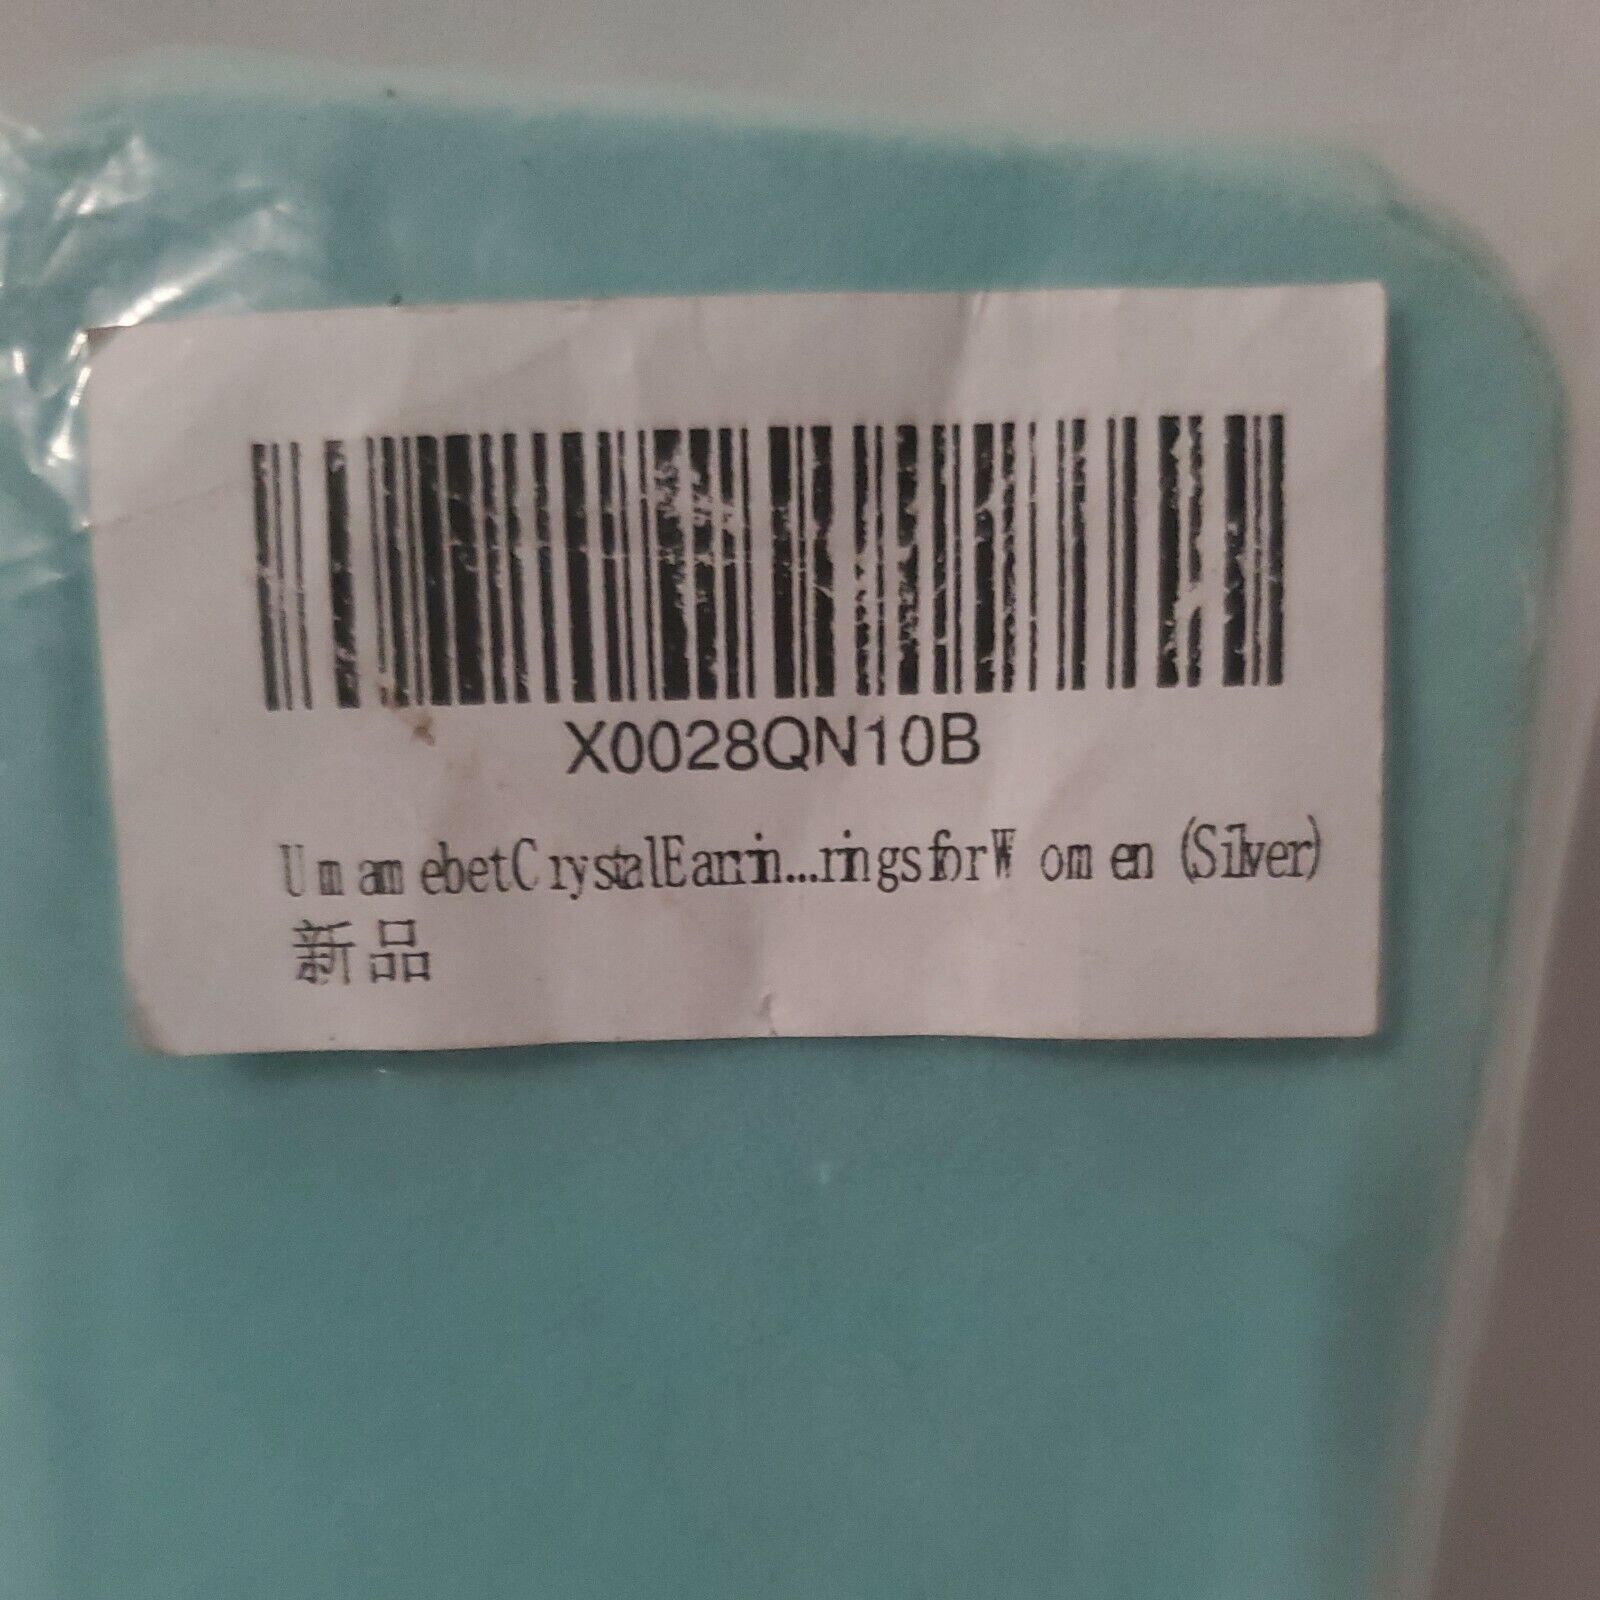 X0028QN10B
UmamebetCrystalEarrin...ringsforWomen (Silver)
新品